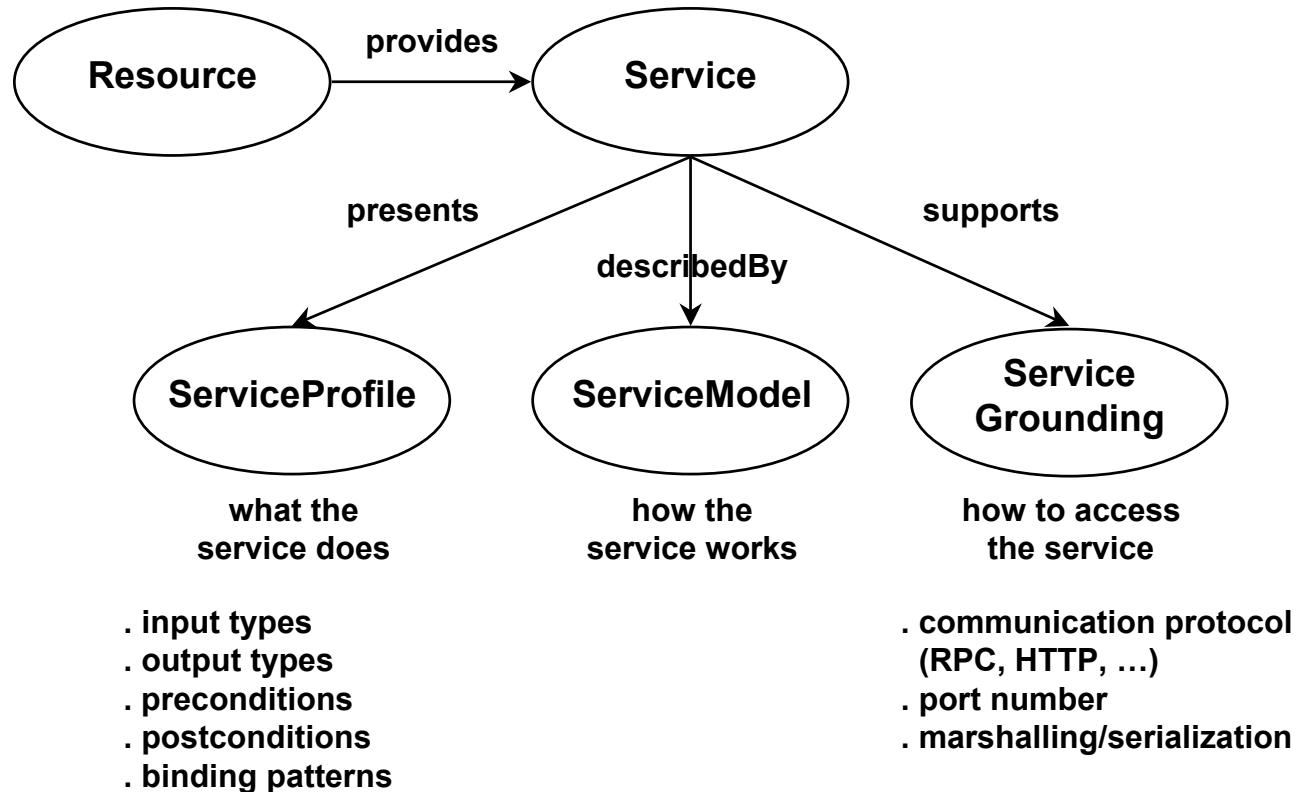 provides
Resource
Service
presents
supports
describedBy
ServiceProfile
ServiceModel
Service
Grounding
what the
service does
how the
service works
how to access
the service
. input types
. output types
. preconditions
. postconditions
. binding patterns
. communication protocol
(RPC, HTTP, …)
. port number
. marshalling/serialization